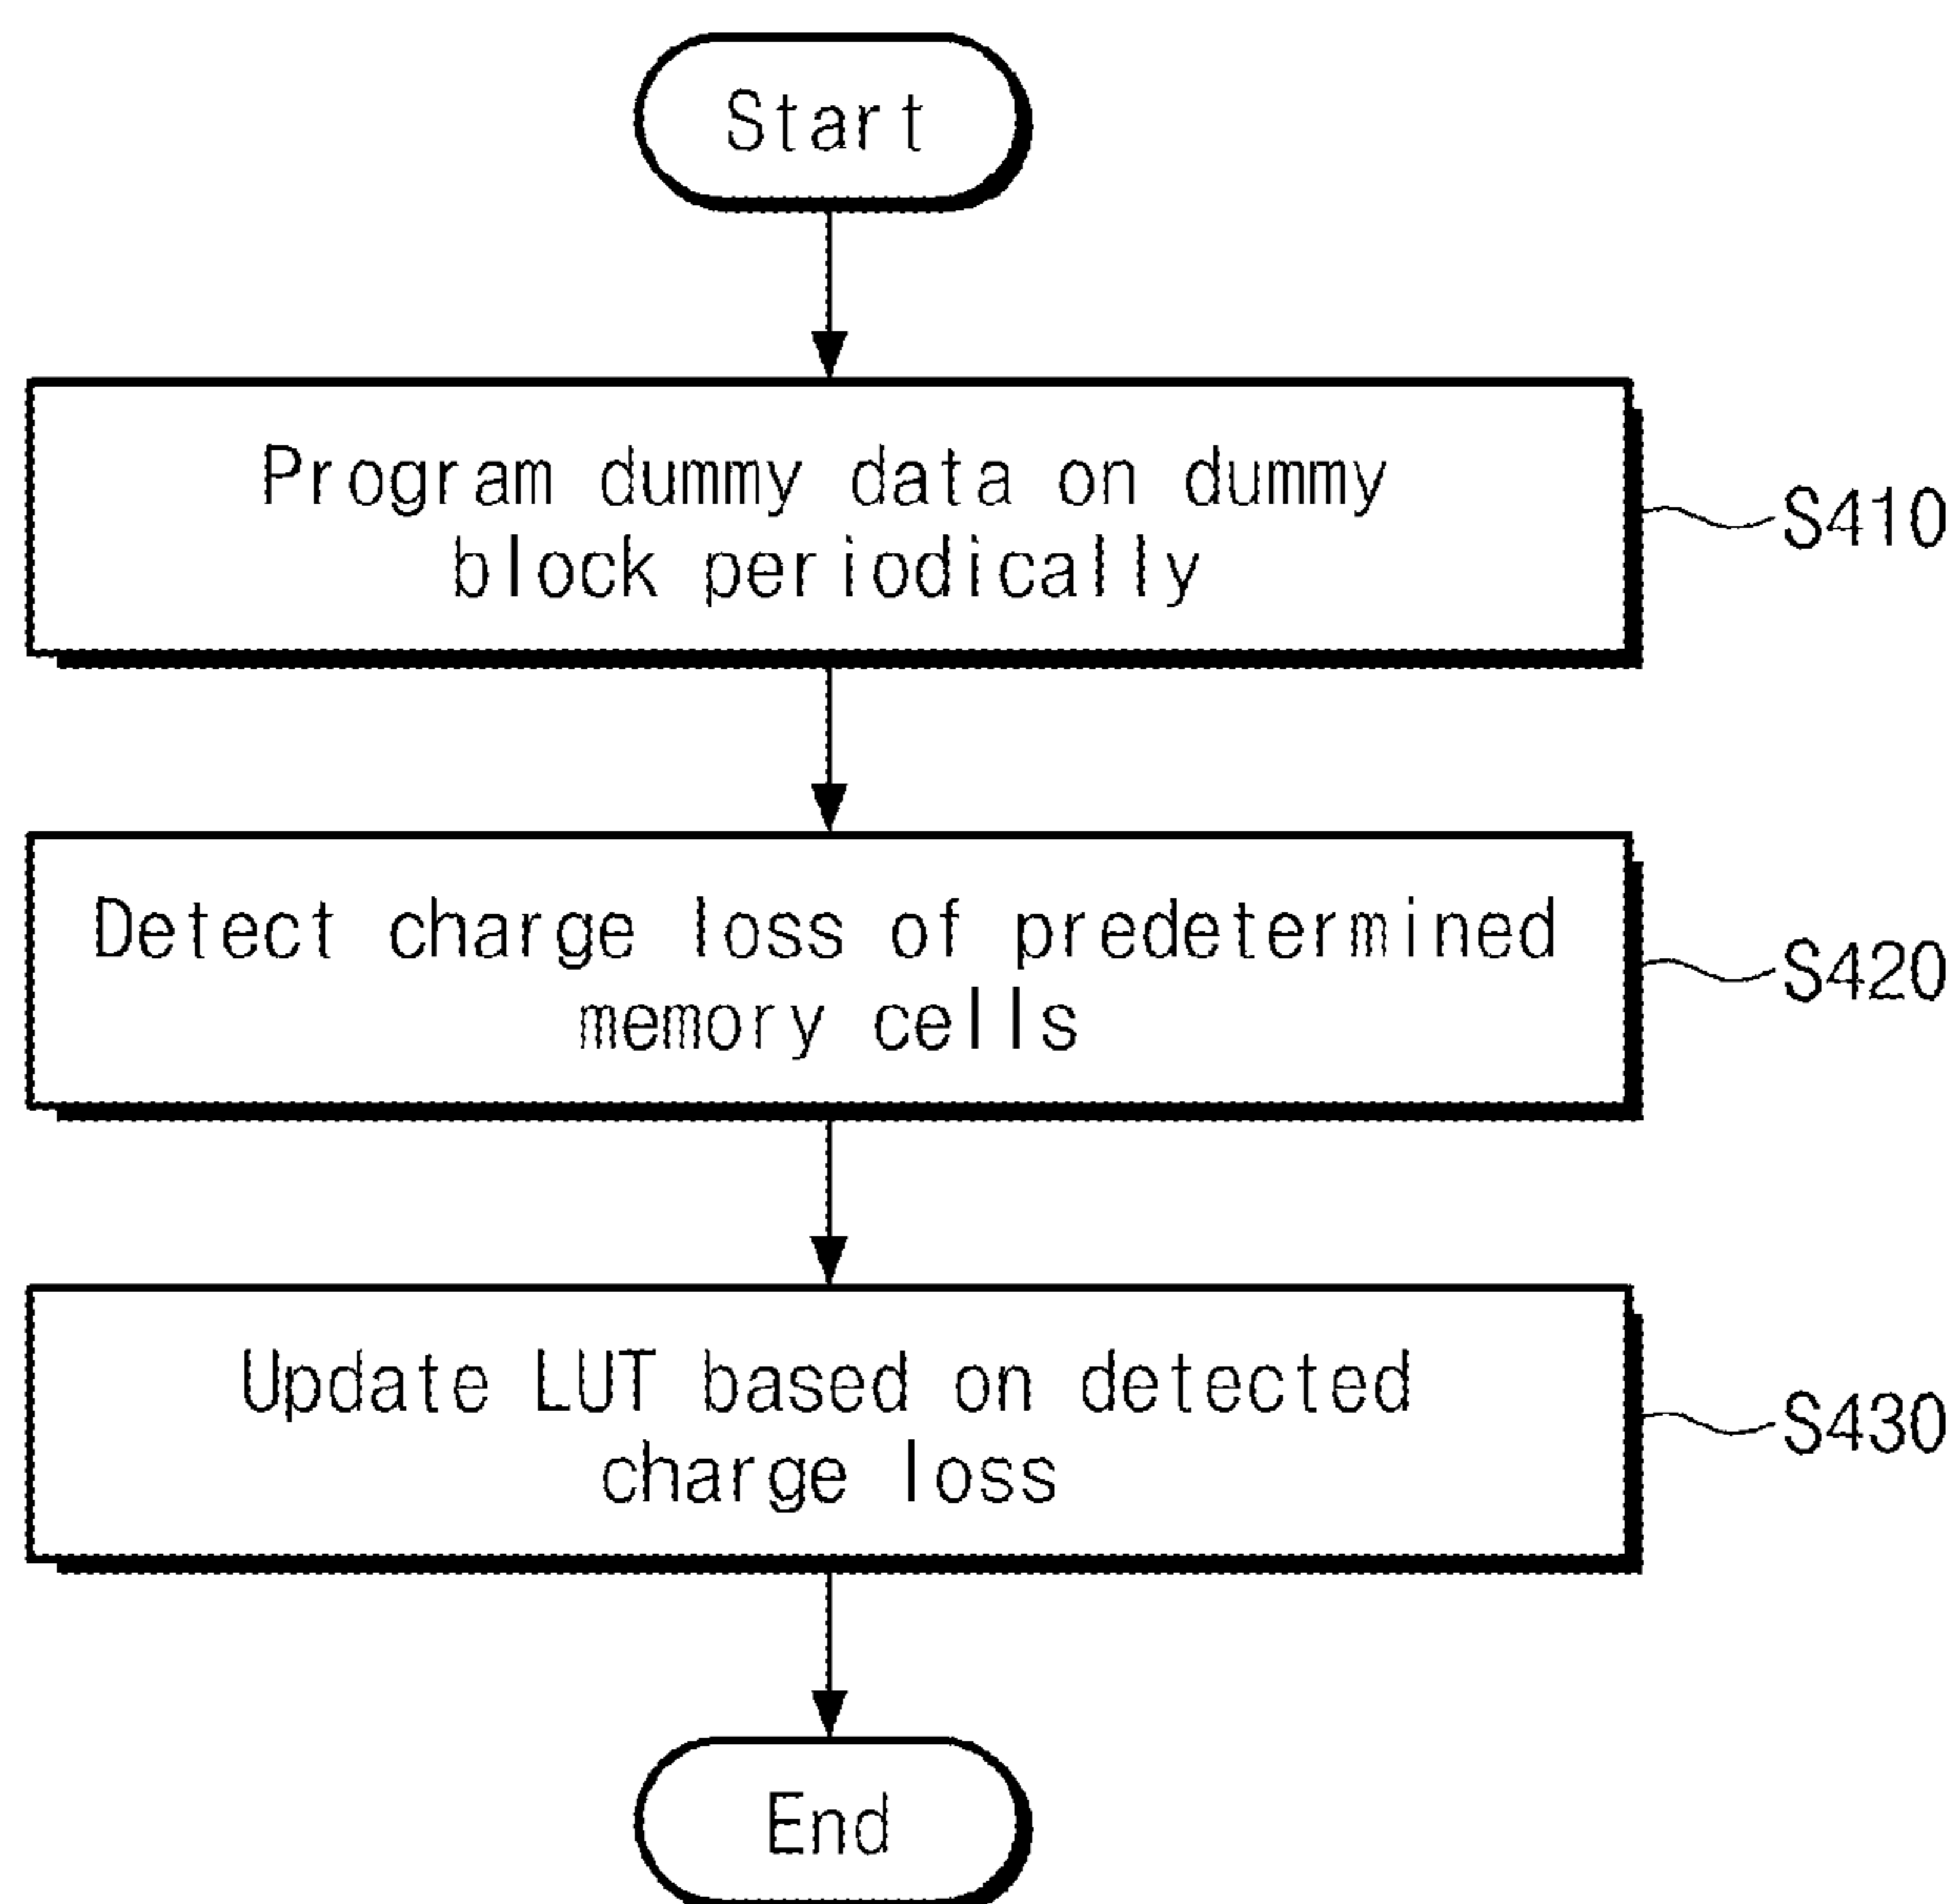 Start
Program dummy data on dummy
block periodically
S410
Detect charge loss of predetermined
memory cells
S420
Update LUT based on detected
charge loss
S430
End